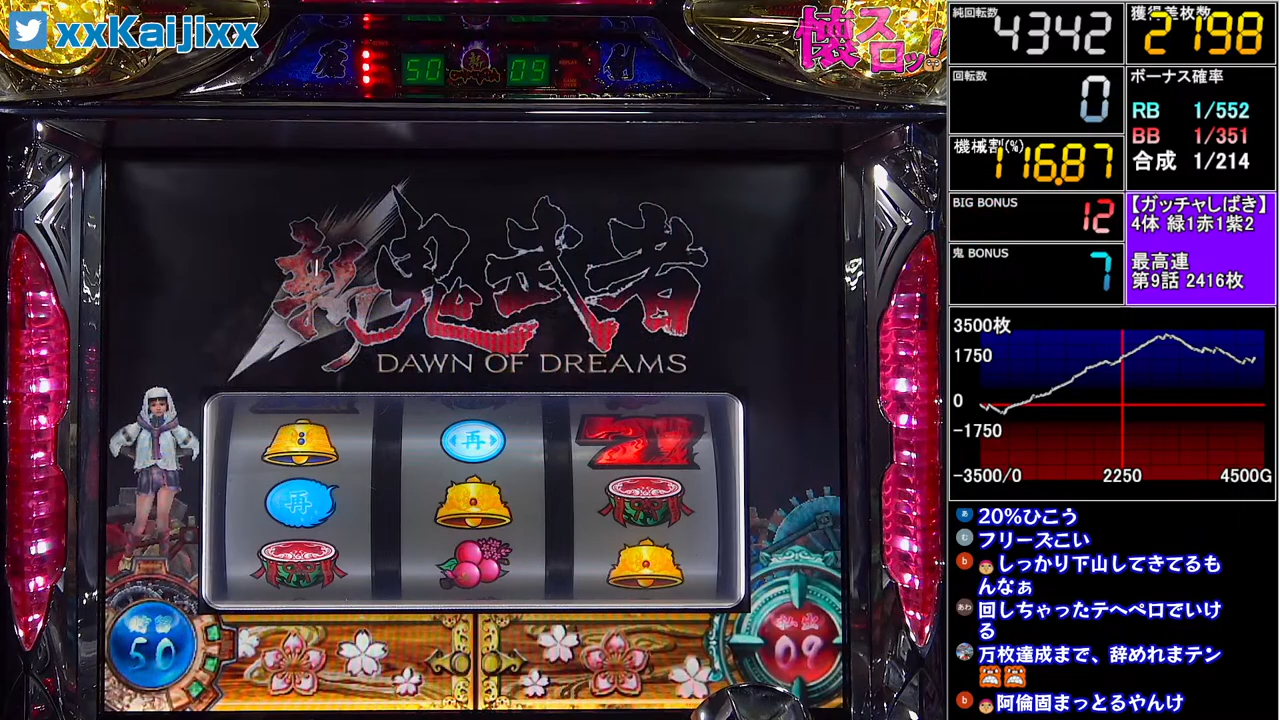 xxKaijixx
懐スロッ!
50
09
新鬼武者
DAWN OF DREAMS
再
再
50
09
純回転数
4342
獲得差枚数
2198
回転数
0
ボーナス確率
RB 1/552
BB 1/351
合成 1/214
機械割(%)
116.87
BIG BONUS
12
鬼 BONUS
7
【ガッチャしばき】
4体 緑1赤1紫2
最高連
第9話 2416枚
3500枚
1750
0
-1750
-3500/0
2250
4500G
20%ひこう
フリーズこい
しっかり下山してきてるも
んなぁ
回しちゃったテヘペロでいけ
る
万枚達成まで、辞めれまテン
阿倫固まっとるやんけ